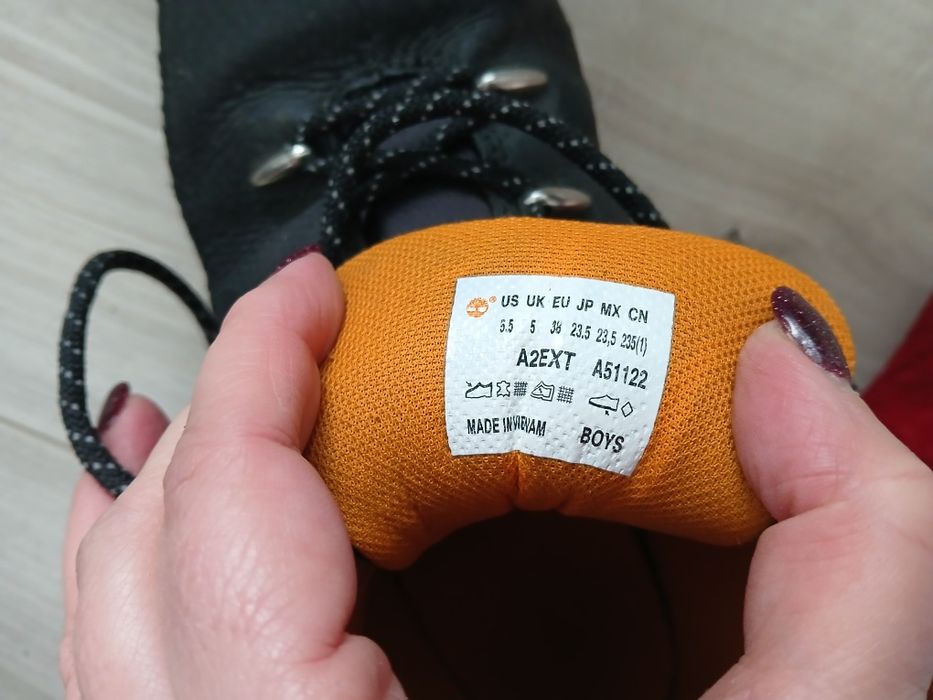 US UK EU JP MX CN
5.5 5 38 23.5 23,5 235(1)
A2EXT A51122
MADE IN VIETNAM BOYS